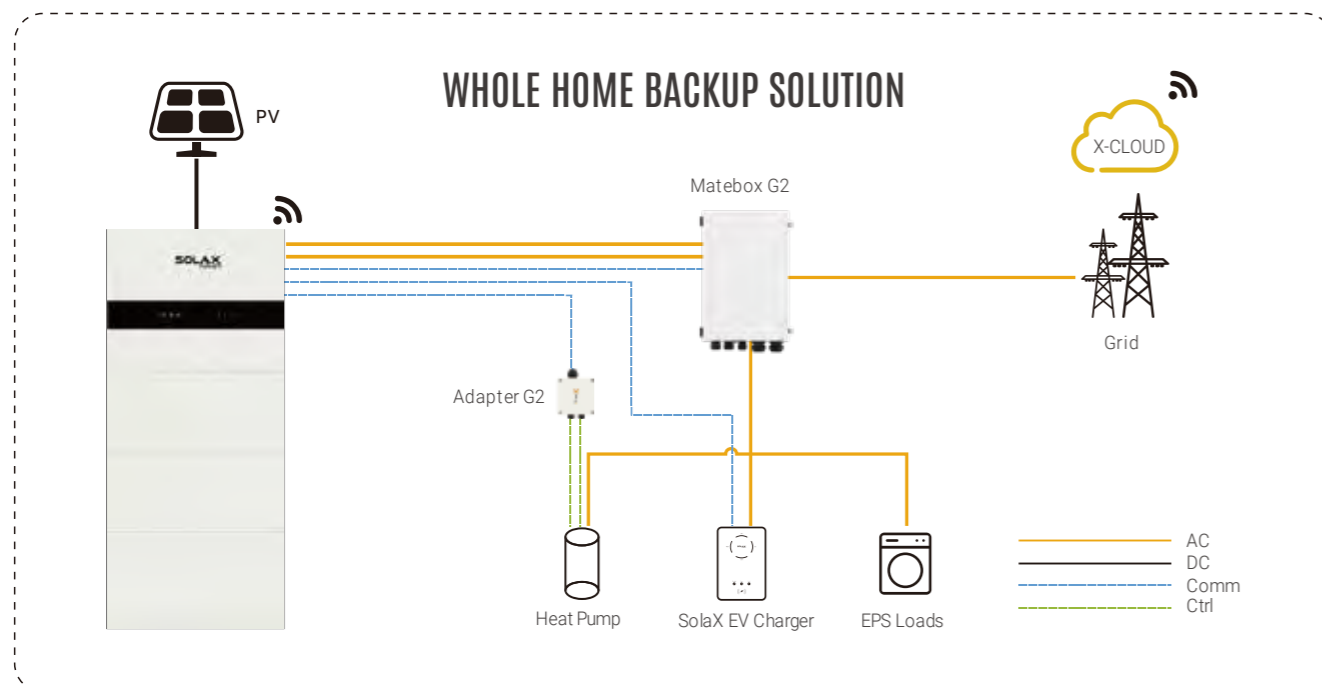 WHOLE HOME BACKUP SOLUTION
PV
X-CLOUD
Matebox G2
SOLAX
Grid
Adapter G2
Heat Pump
SolaX EV Charger
EPS Loads
AC
DC
Comm
Ctrl